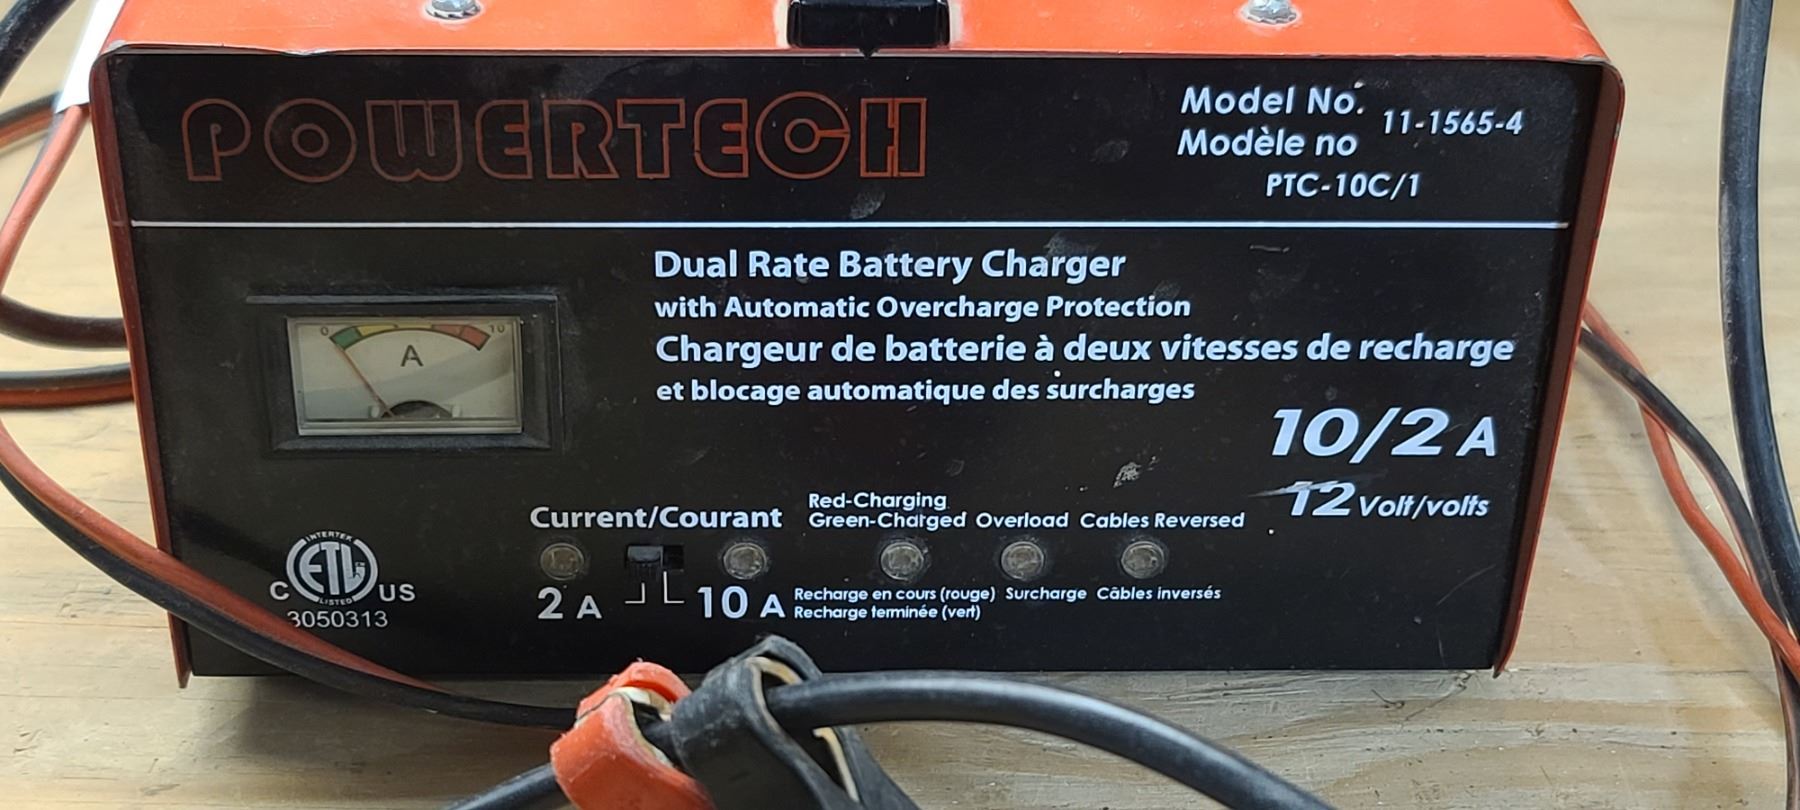 POWERTECH
Model No.
Modèle no
11-1565-4
PTC-10C/1
Dual Rate Battery Charger
with Automatic Overcharge Protection
Chargeur de batterie à deux vitesses de recharge
et blocage automatique des surcharges
0 10
A
10/2 A
12 Volt/volts
Current/Courant
2 A
10 A
Red-Charging
Green-Charged
Recharge en cours (rouge)
Recharge terminée (vert)
Overload
Surcharge
Cables Reversed
Câbles inversés
INTERTEK
C ETL US
LISTED
3050313